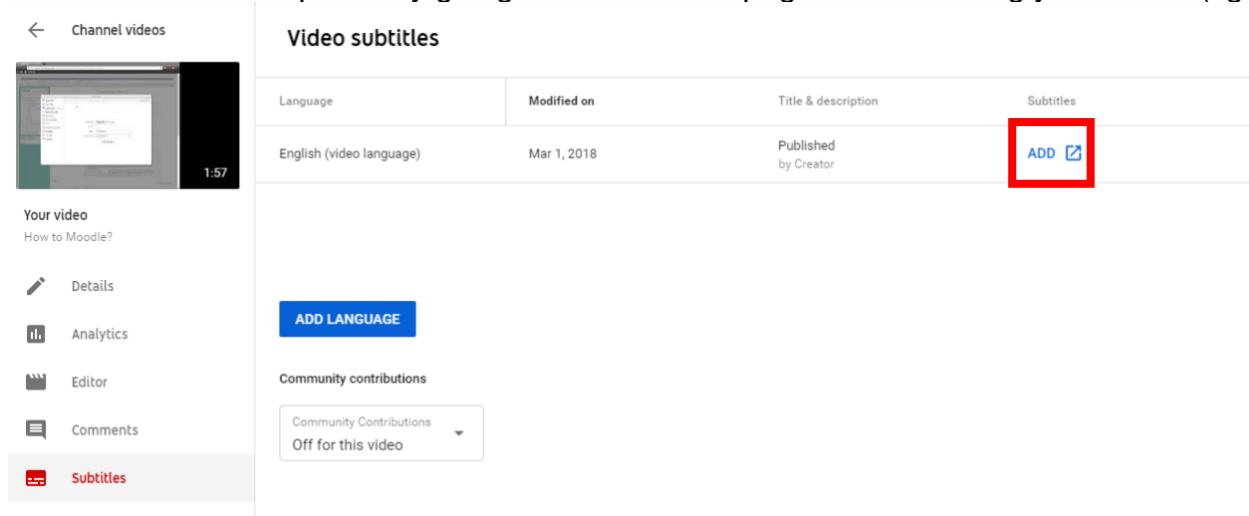 Channel videos
1:57
Your video
How to Moodle?
Details
Analytics
Editor
Comments
Subtitles
Video subtitles
Language Modified on Title & description Subtitles
English (video language) Mar 1, 2018 Published ADD
by Creator
ADD LANGUAGE
Community contributions
Community Contributions
Off for this video